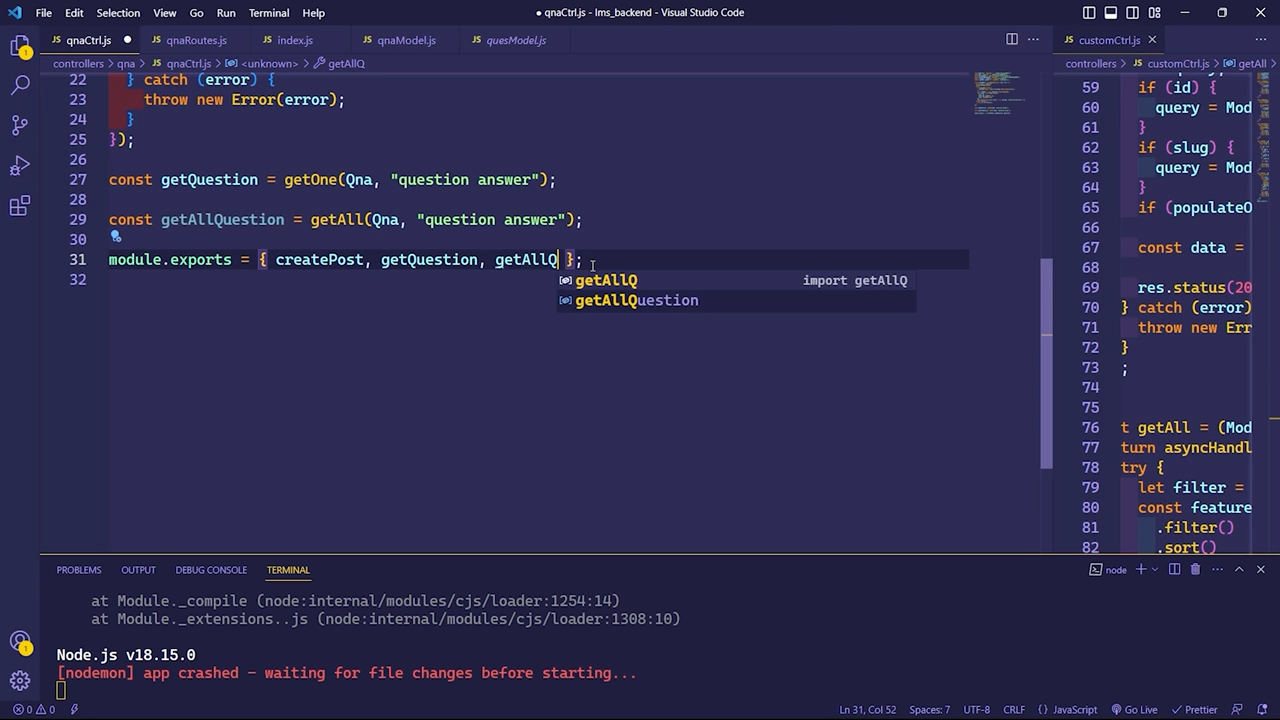 File Edit Selection View Go Run Terminal Help
● qnaCtrl.js - lms_backend - Visual Studio Code
JS qnaCtrl.js ●
JS qnaRoutes.js
JS index.js
JS qnaModel.js
JS quesModel.js
JS customCtrl.js
controllers > qna > JS qnaCtrl.js > <unknown> > getAllQ
controllers > JS customCtrl.js > getAll >
22 } catch (error) {
23 throw new Error(error);
24 }
25 });
26
27 const getQuestion = getOne(Qna, "question answer");
28
29 const getAllQuestion = getAll(Qna, "question answer");
30
31 module.exports = { createPost, getQuestion, getAllQ };
32
getAllQ import getAllQ
getAllQuestion
59 if (id) {
60 query = Mod
61 }
62 if (slug) {
63 query = Mod
64 }
65 if (populateO
66
67 const data =
68
69 res.status(20
70 } catch (error)
71 throw new Err
72 }
73 ;
74
75
76 t getAll = (Mod
77 turn asyncHandl
78 try {
79 let filter =
80 const feature
81 .filter()
82 .sort()
PROBLEMS OUTPUT DEBUG CONSOLE TERMINAL
node
at Module._compile (node:internal/modules/cjs/loader:1254:14)
at Module._extensions..js (node:internal/modules/cjs/loader:1308:10)
Node.js v18.15.0
[nodemon] app crashed - waiting for file changes before starting...
1
0 0
Ln 31, Col 52 Spaces: 7 UTF-8 CRLF {} JavaScript Go Live Prettier